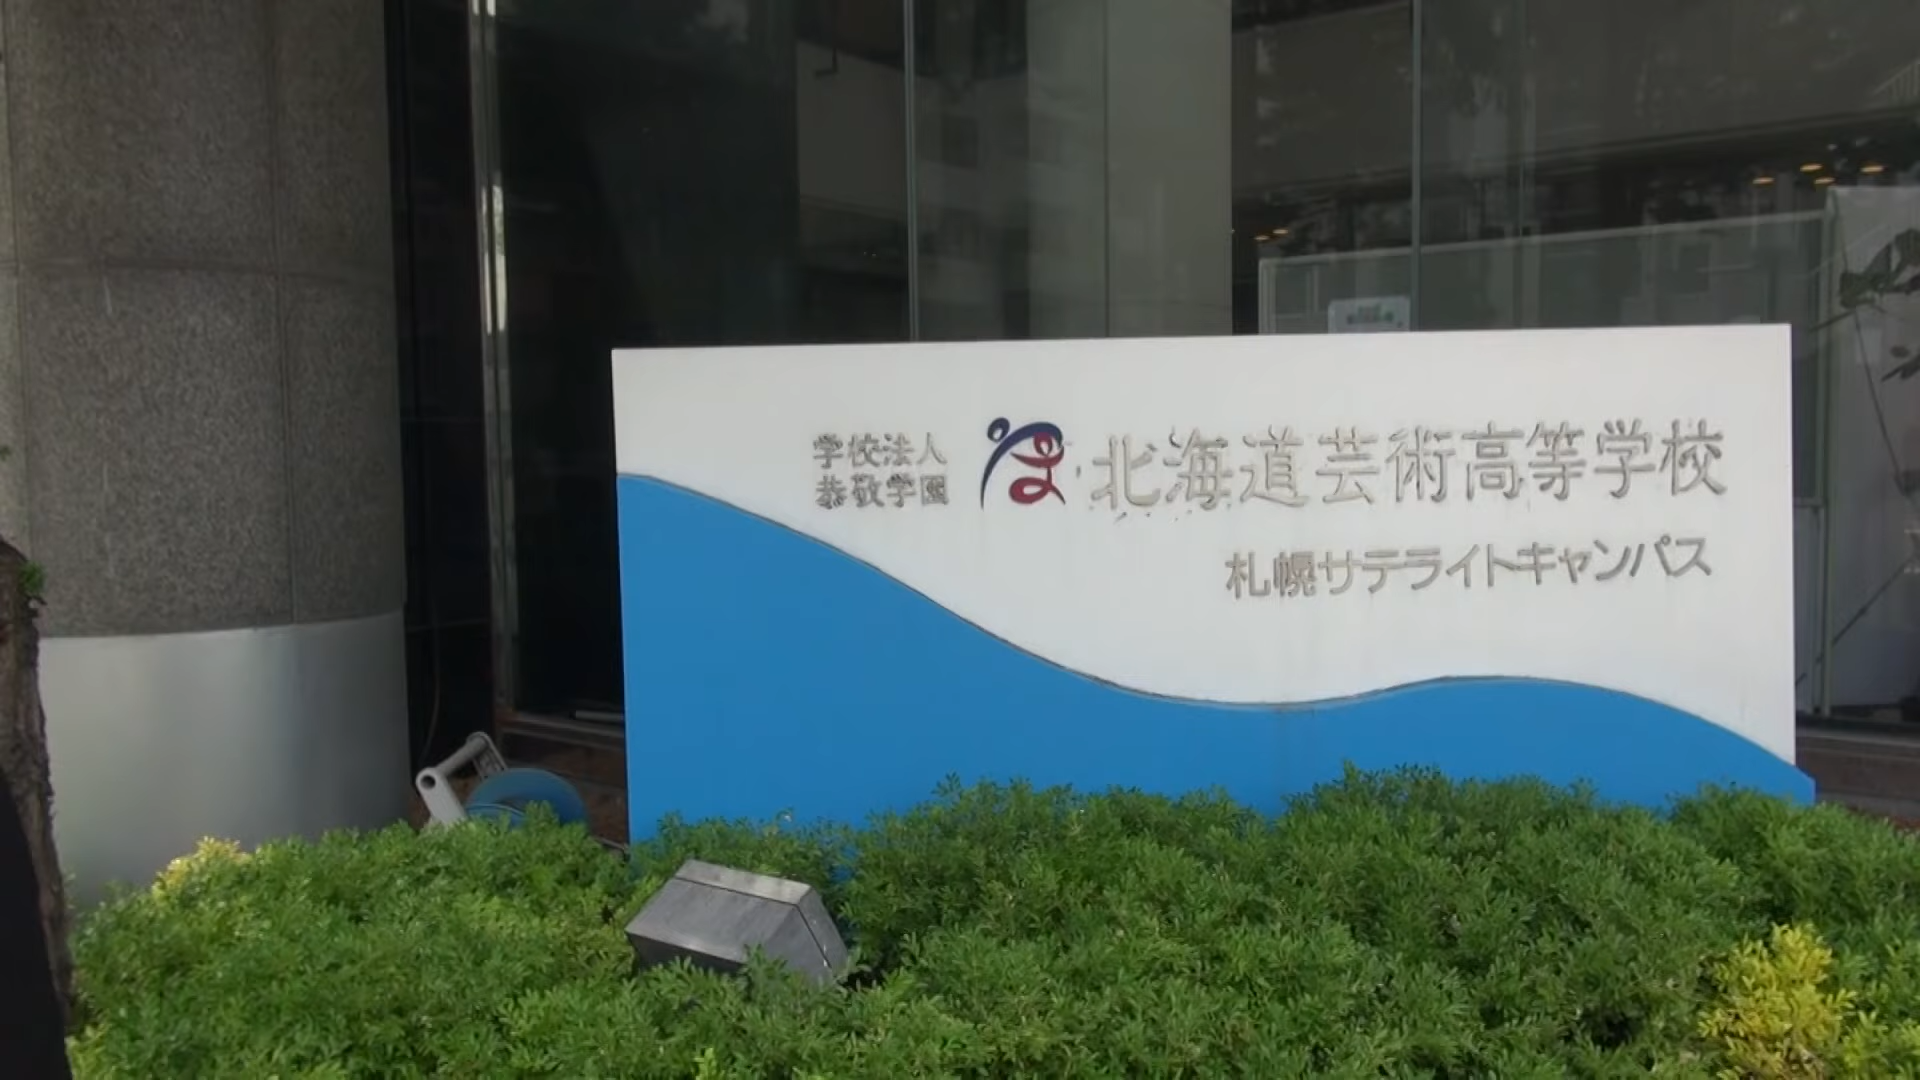 学校法人
恭敬学園
北海道芸術高等学校
札幌サテライトキャンパス